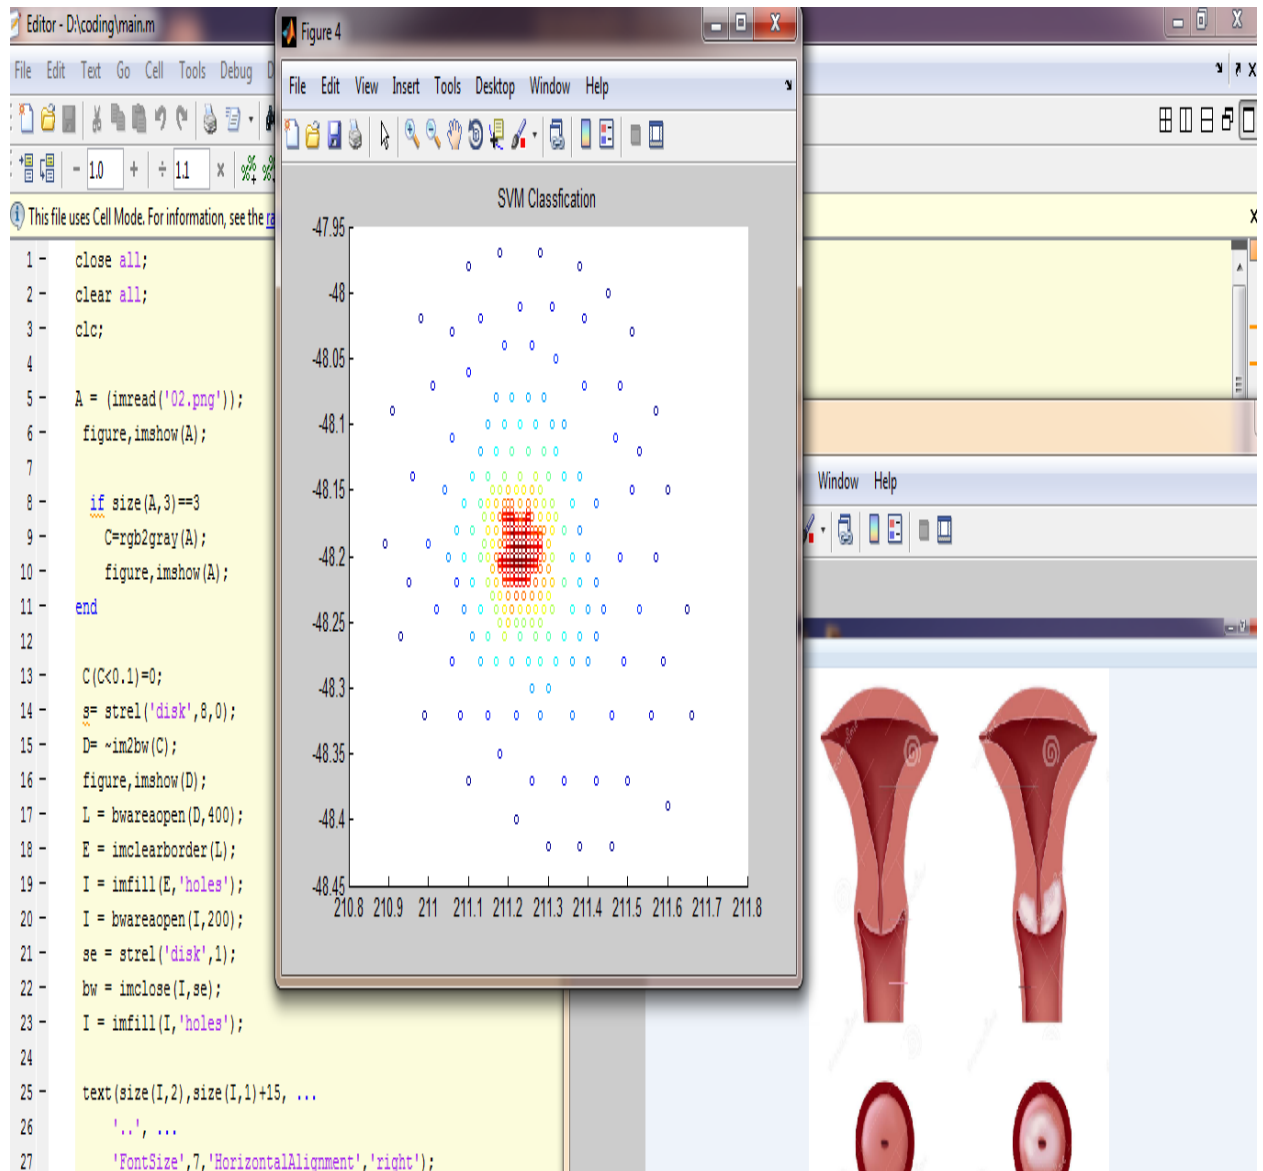 Editor - D:\coding\main.m
File Edit Text Go Cell Tools Debug D
- 1.0 + ÷ 1.1 ×
This file uses Cell Mode. For information, see the ra
1 - close all;
2 - clear all;
3 - clc;
4
5 - A = (imread('02.png'));
6 - figure,imshow(A);
7
8 - if size(A,3)==3
9 - C=rgb2gray(A);
10 - figure,imshow(A);
11 - end
12
13 - C(C<0.1)=0;
14 - s= strel('disk',8,0);
15 - D= ~im2bw(C);
16 - figure,imshow(D);
17 - L = bwareaopen(D,400);
18 - E = imclearborder(L);
19 - I = imfill(E,'holes');
20 - I = bwareaopen(I,200);
21 - se = strel('disk',1);
22 - bw = imclose(I,se);
23 - I = imfill(I,'holes');
24
25 - text(size(I,2),size(I,1)+15, ...
26 '..', ...
27 'FontSize',7,'HorizontalAlignment','right');
Figure 4
File Edit View Insert Tools Desktop Window Help
SVM Classfication
-47.95
-48
-48.05
-48.1
-48.15
-48.2
-48.25
-48.3
-48.35
-48.4
-48.45
210.8 210.9 211 211.1 211.2 211.3 211.4 211.5 211.6 211.7 211.8
Window Help